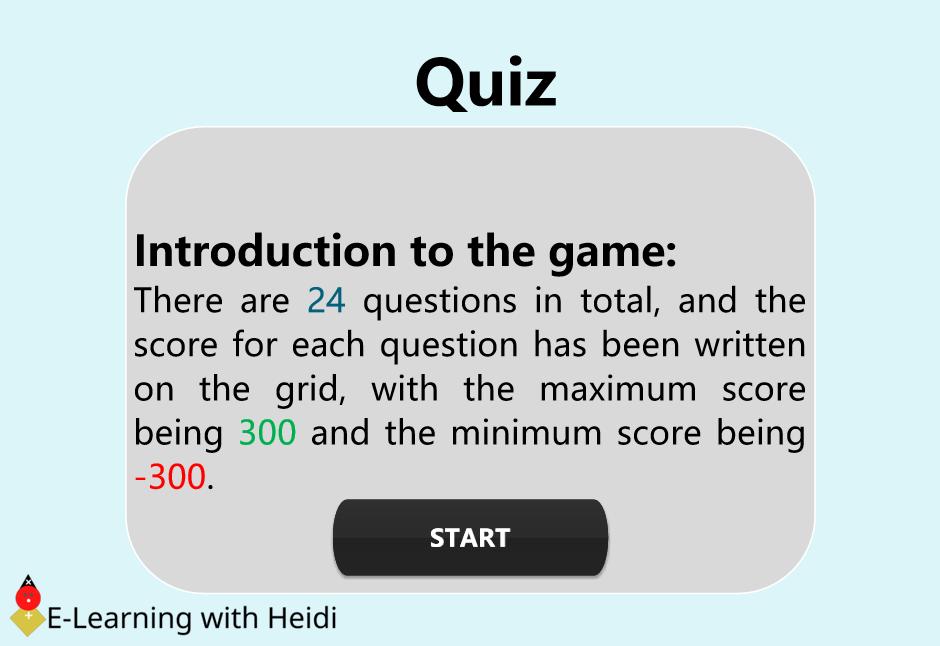 Quiz
Introduction to the game:
There are 24 questions in total, and the
score for each question has been written
on the grid, with the maximum score
being 300 and the minimum score being
-300.
START
E-Learning with Heidi